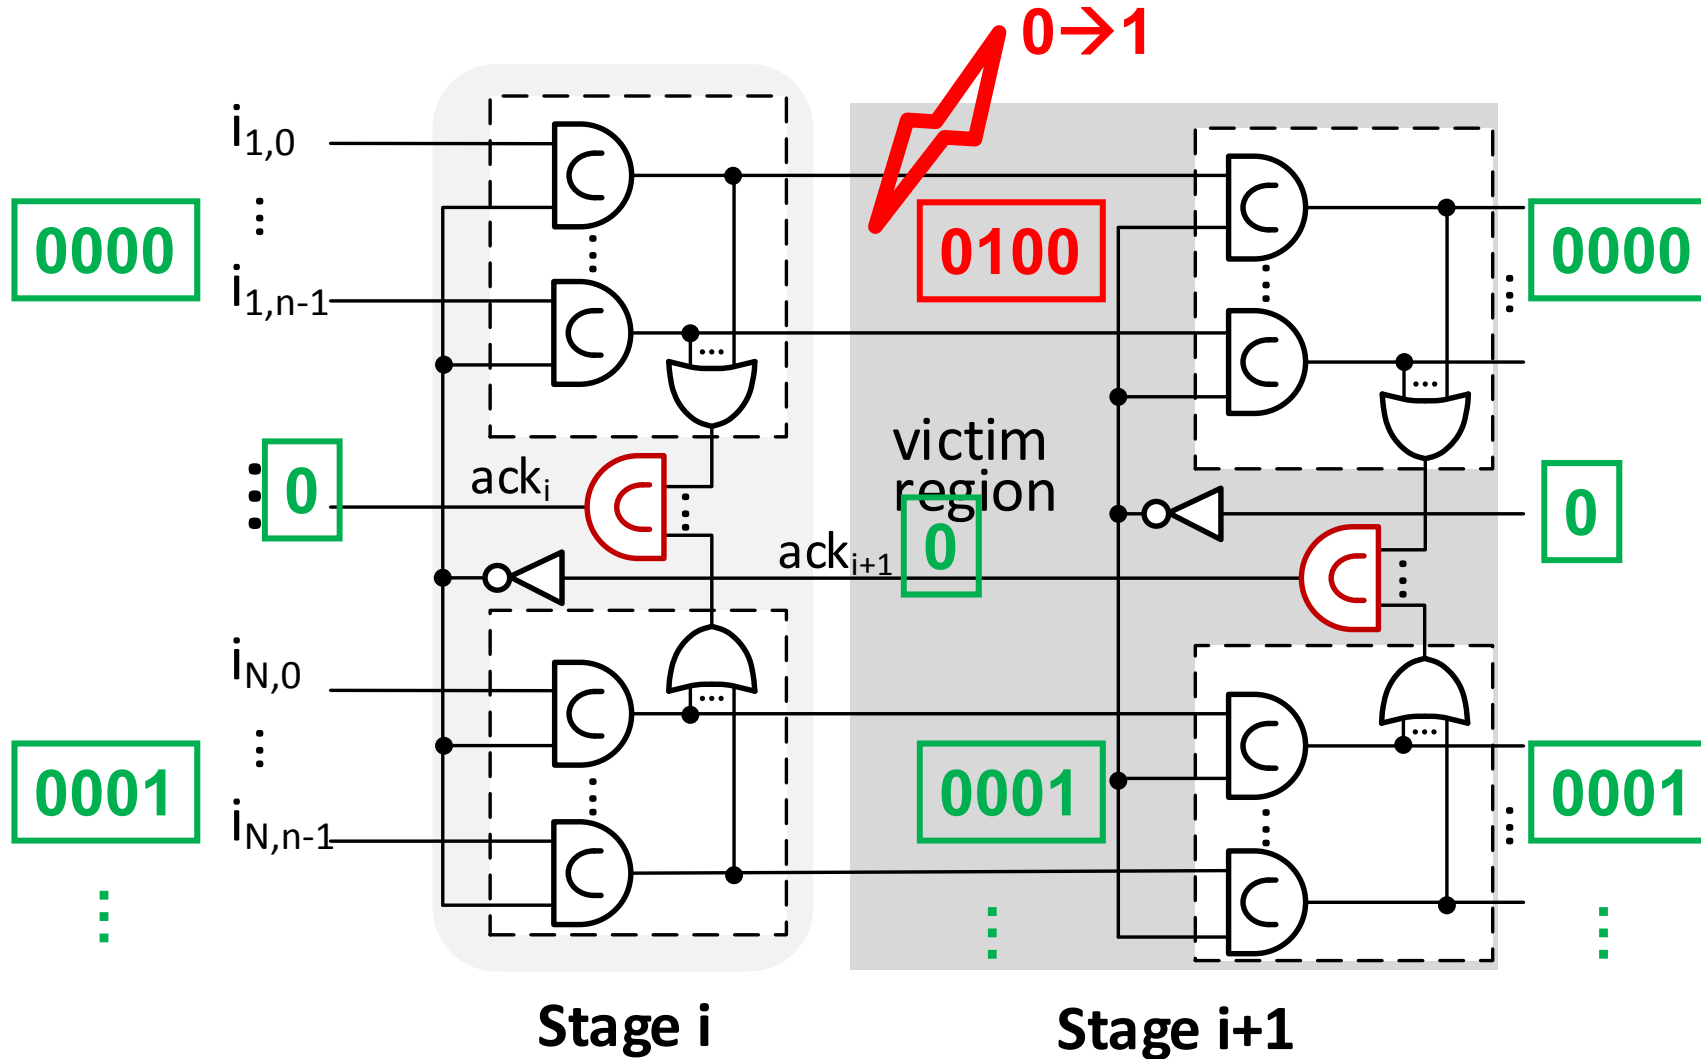 0→1
i1,0
0000
0100
0000
i1,n-1
victim
region
0
acki
0
0
acki+1
iN,0
0001
0001
0001
iN,n-1
Stage i
Stage i+1